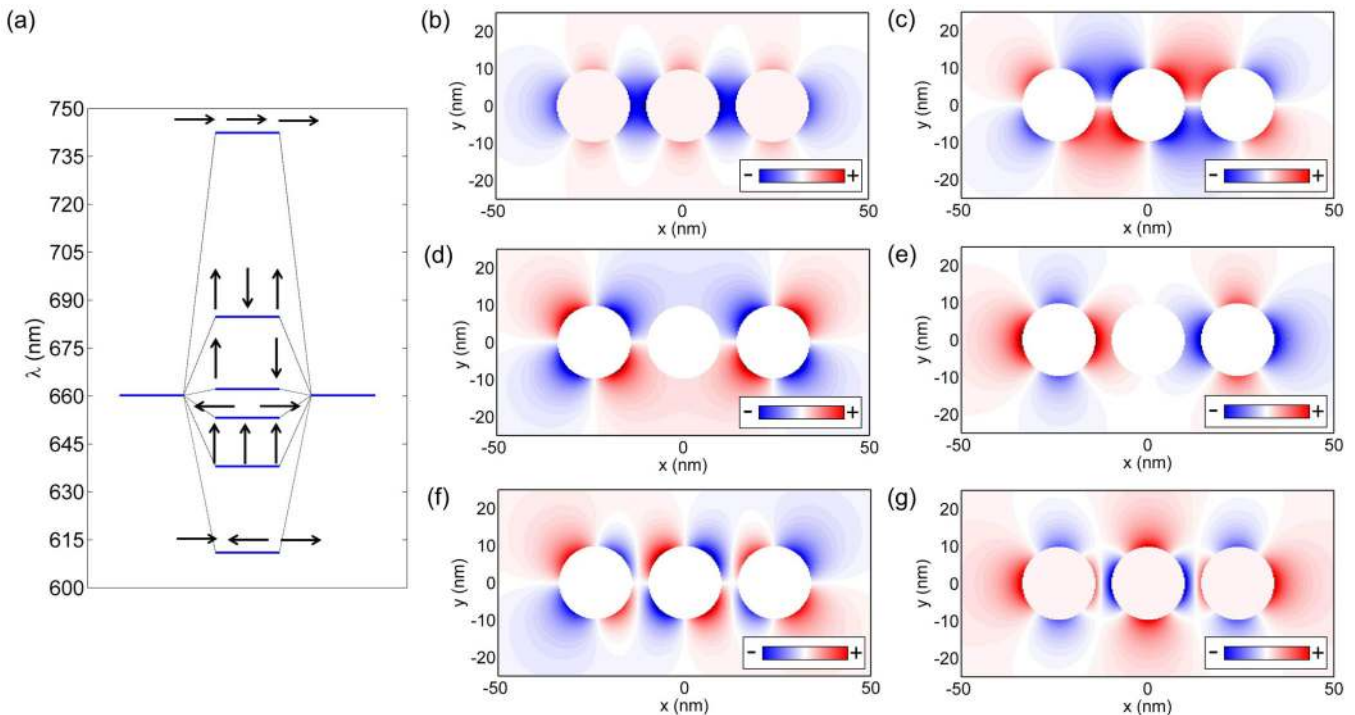 (a)
λ (nm)
750
735
720
705
690
675
660
645
630
615
600
(b)
y (nm)
20
10
0
-10
-20
- +
-50 0 50
x (nm)
(c)
y (nm)
20
10
0
-10
-20
- +
-50 0 50
x (nm)
(d)
y (nm)
20
10
0
-10
-20
- +
-50 0 50
x (nm)
(e)
y (nm)
20
10
0
-10
-20
- +
-50 0 50
x (nm)
(f)
y (nm)
20
10
0
-10
-20
- +
-50 0 50
x (nm)
(g)
y (nm)
20
10
0
-10
-20
- +
-50 0 50
x (nm)